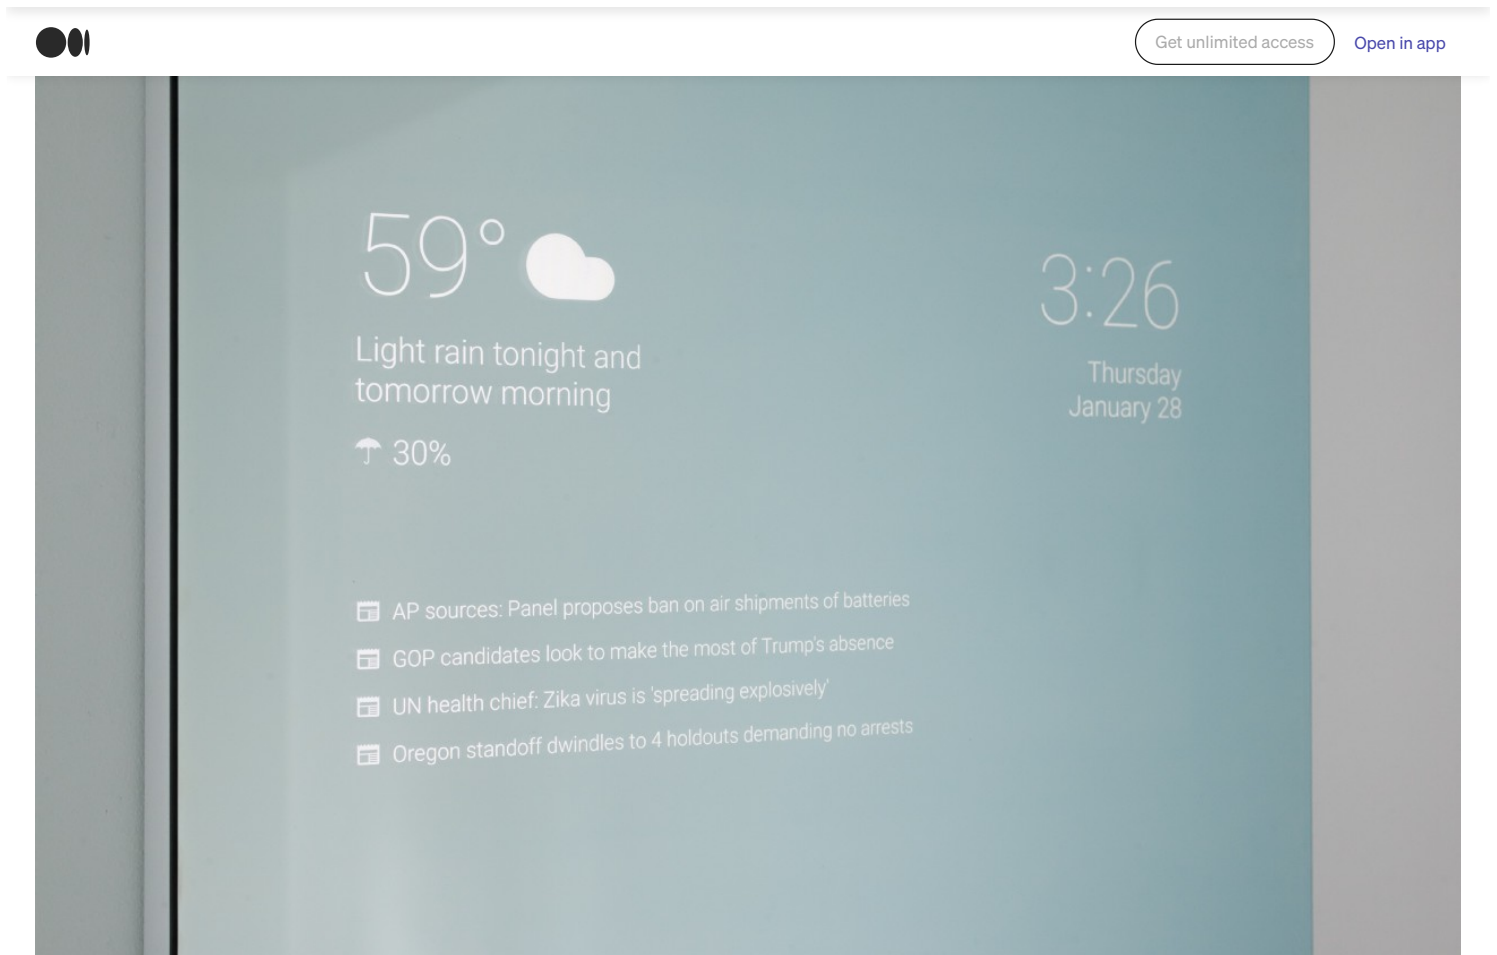 Get unlimited access
Open in app
59°
Light rain tonight and
tomorrow morning
30%
3:26
Thursday
January 28
AP sources: Panel proposes ban on air shipments of batteries
GOP candidates look to make the most of Trump's absence
UN health chief: Zika virus is 'spreading explosively'
Oregon standoff dwindles to 4 holdouts demanding no arrests